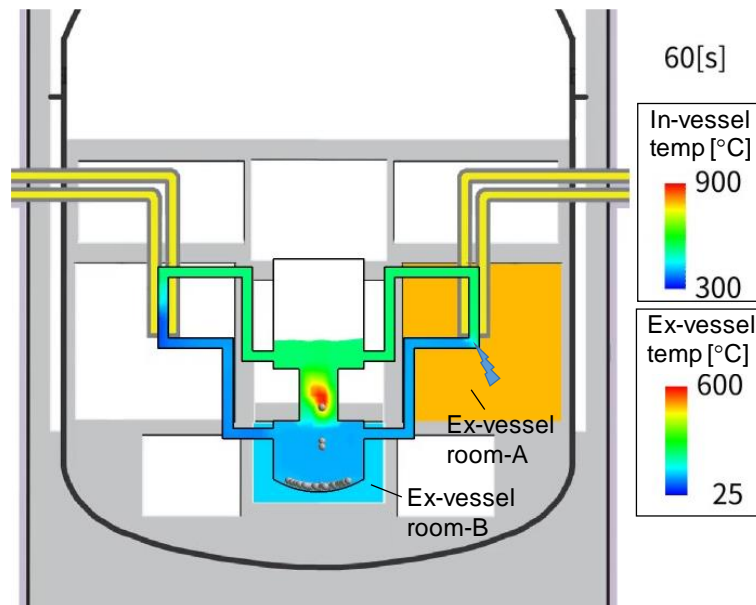 60[s]
In-vessel
temp [°C]
900
300
Ex-vessel
temp [°C]
600
25
Ex-vessel
room-A
Ex-vessel
room-B